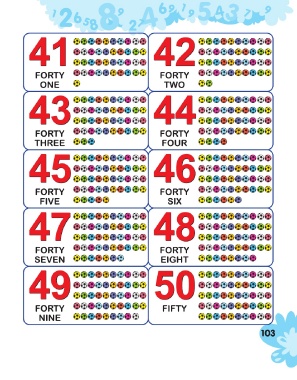 41 42
FORTY ONE FORTY TWO
43 44
FORTY THREE FORTY FOUR
45 46
FORTY FIVE FORTY SIX
47 48
FORTY SEVEN FORTY EIGHT
49 50
FORTY NINE FIFTY
103